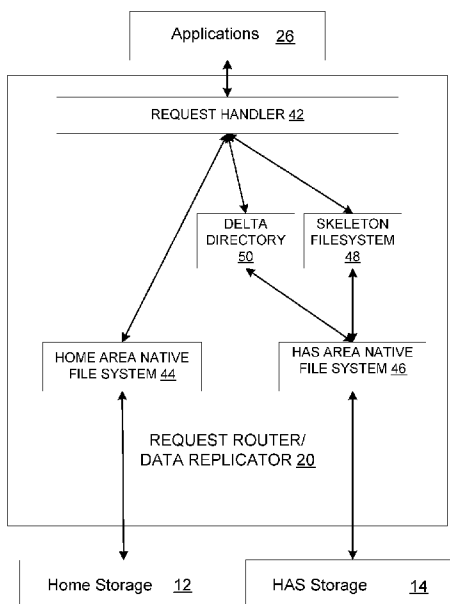 Applications 26
REQUEST HANDLER 42
DELTA
DIRECTORY
50
SKELETON
FILESYSTEM
48
HOME AREA NATIVE
FILE SYSTEM 44
HAS AREA NATIVE
FILE SYSTEM 46
REQUEST ROUTER/
DATA REPLICATOR 20
Home Storage 12
HAS Storage 14